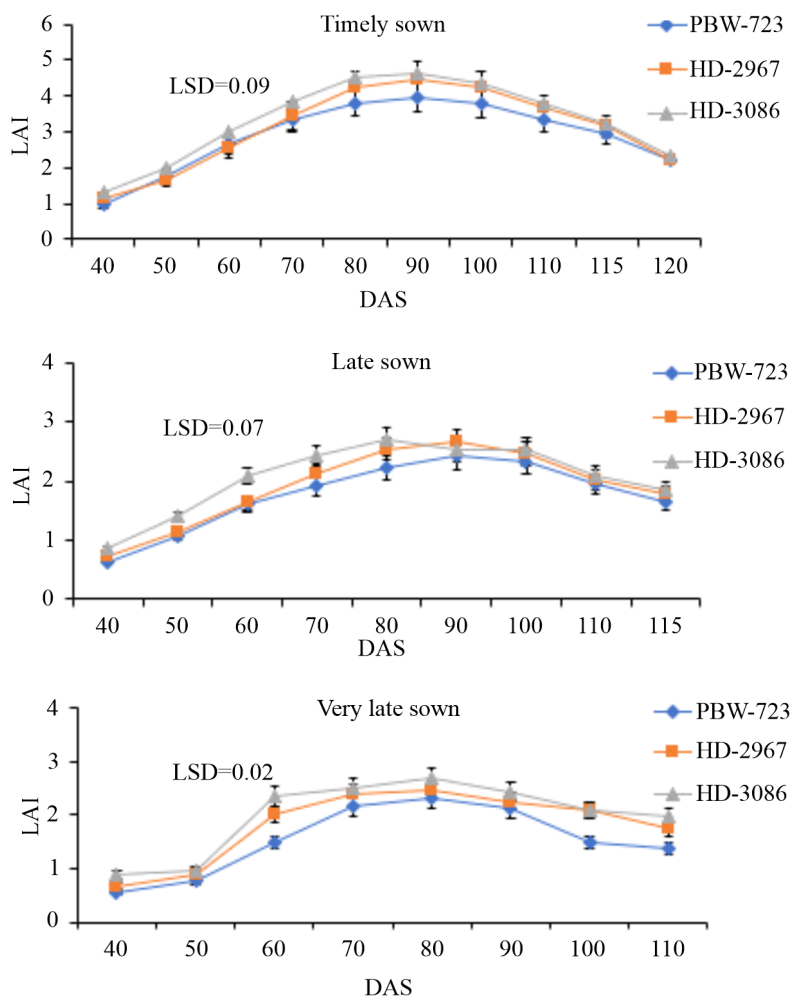 Timely sown
PBW-723
HD-2967
HD-3086
LSD=0.09
LAI
6
5
4
3
2
1
0
40 50 60 70 80 90 100 110 115 120
DAS
Late sown
PBW-723
HD-2967
HD-3086
LSD=0.07
LAI
4
3
2
1
0
40 50 60 70 80 90 100 110 115
DAS
Very late sown
PBW-723
HD-2967
HD-3086
LSD=0.02
LAI
4
3
2
1
0
40 50 60 70 80 90 100 110
DAS